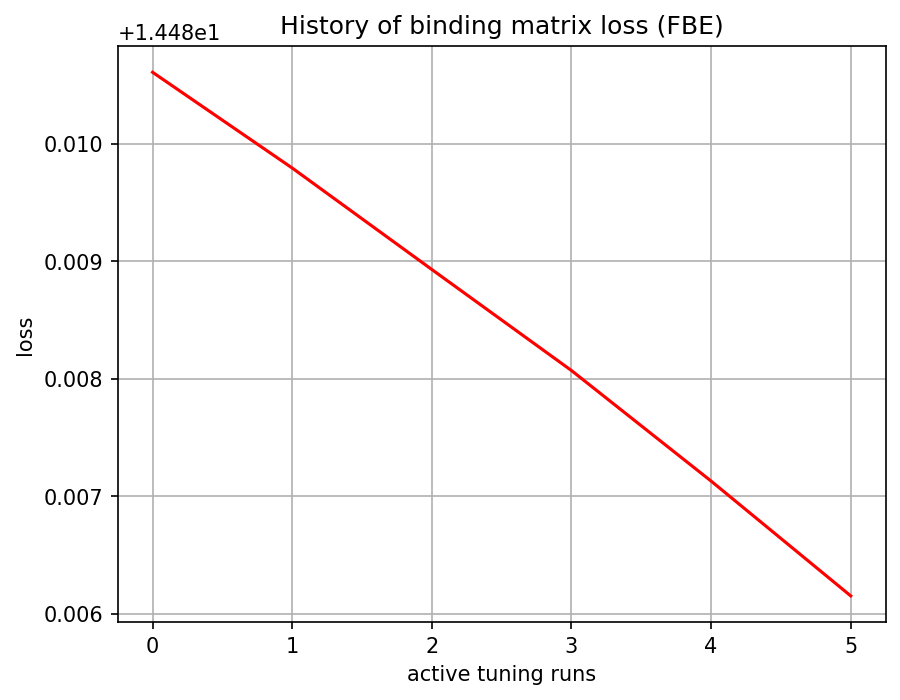 History of binding matrix loss (FBE)
+1.448e1
0.010
0.009
0.008
0.007
0.006
loss
0 1 2 3 4 5
active tuning runs